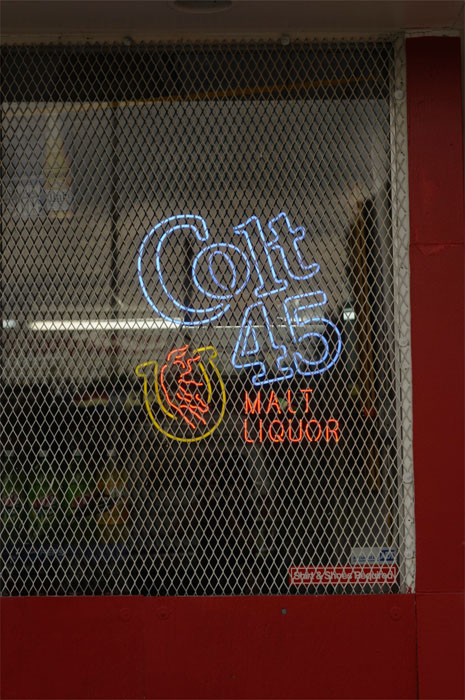 Colt
45
MALT
LIQUOR
Shirt & Shoes Required